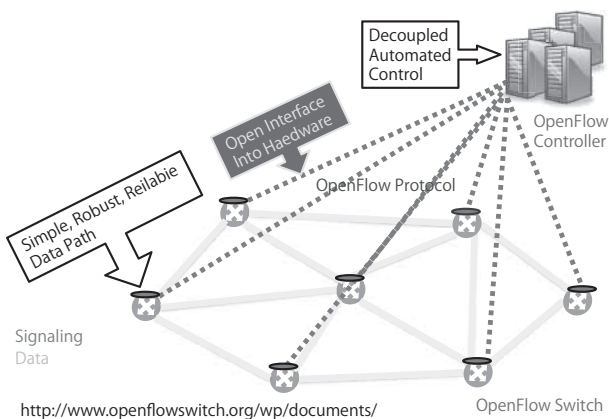 Decoupled
Automated
Control
OpenFlow
Controller
Open Interface
Into Haedware
OpenFlow Protocol
Simple, Robust, Reilabie
Data Path
Signaling
Data
http://www.openflowswitch.org/wp/documents/
OpenFlow Switch